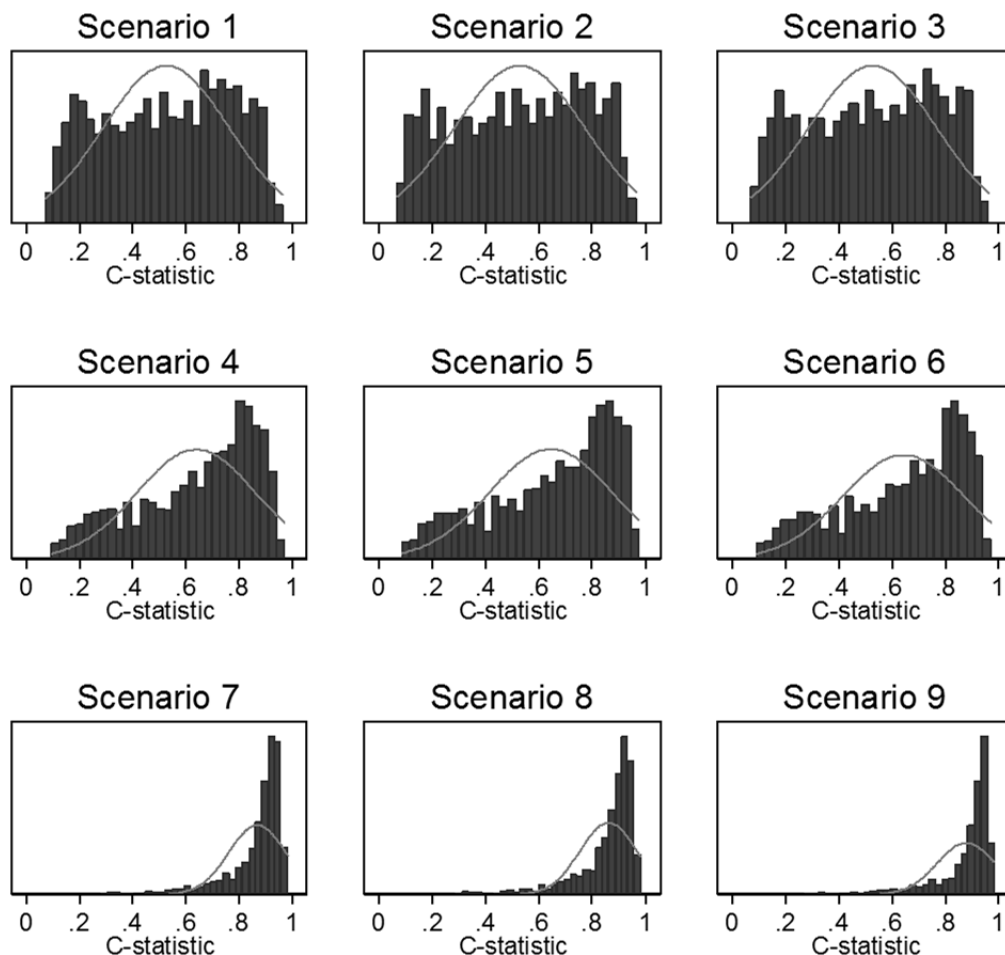 Scenario 1 Scenario 2 Scenario 3
0 .2 .4 .6 .8 1 0 .2 .4 .6 .8 1 0 .2 .4 .6 .8 1
C-statistic C-statistic C-statistic
Scenario 4 Scenario 5 Scenario 6
0 .2 .4 .6 .8 1 0 .2 .4 .6 .8 1 0 .2 .4 .6 .8 1
C-statistic C-statistic C-statistic
Scenario 7 Scenario 8 Scenario 9
0 .2 .4 .6 .8 1 0 .2 .4 .6 .8 1 0 .2 .4 .6 .8 1
C-statistic C-statistic C-statistic